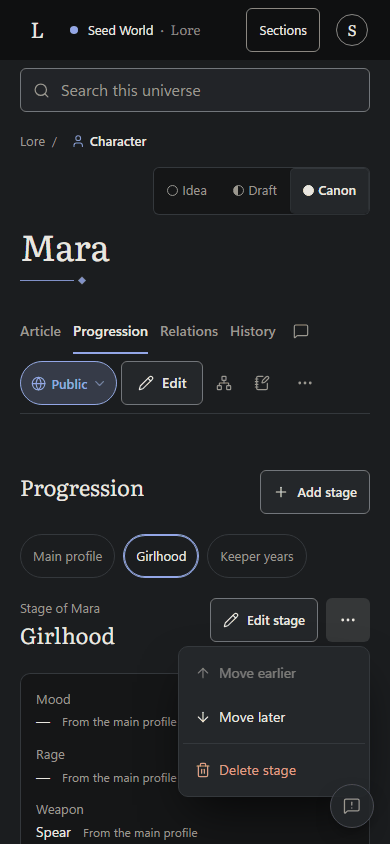 L
Seed World · Lore
Sections
S
Search this universe
Lore / Character
Idea
Draft
Canon
Mara
Article Progression Relations History
Public
Edit
Progression
Add stage
Main profile
Girlhood
Keeper years
Stage of Mara
Girlhood
Edit stage
Move earlier
Move later
Delete stage
Mood
— From the main profile
Rage
— From the main profile
Weapon
Spear From the main profile